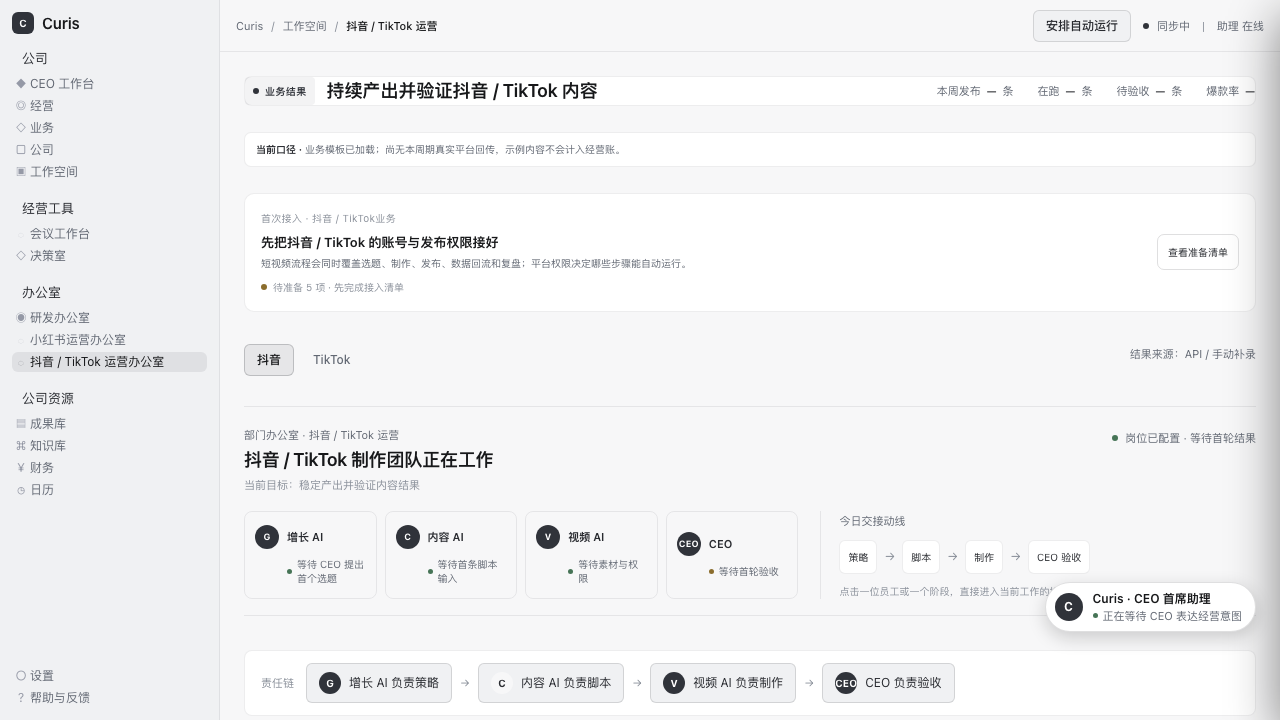 C Curis
公司
CEO 工作台
经营
业务
公司
工作空间
经营工具
会议工作台
决策室
办公室
研发办公室
小红书运营办公室
抖音 / TikTok 运营办公室
公司资源
成果库
知识库
¥ 财务
日历
设置
? 帮助与反馈
Curis / 工作空间 / 抖音 / TikTok 运营
安排自动运行
同步中 | 助理 在线
业务结果
持续产出并验证抖音 / TikTok 内容
本周发布 — 条 在跑 — 条 待验收 — 条 爆款率 —
当前口径 · 业务模板已加载；尚无本周期真实平台回传，示例内容不会计入经营账。
首次接入 · 抖音 / TikTok业务
先把抖音 / TikTok 的账号与发布权限接好
短视频流程会同时覆盖选题、制作、发布、数据回流和复盘；平台权限决定哪些步骤能自动运行。
待准备 5 项 · 先完成接入清单
查看准备清单
抖音 TikTok
结果来源：API / 手动补录
部门办公室 · 抖音 / TikTok 运营
抖音 / TikTok 制作团队正在工作
当前目标：稳定产出并验证内容结果
岗位已配置 · 等待首轮结果
G 增长 AI
等待 CEO 提出
首个选题
C 内容 AI
等待首条脚本
输入
V 视频 AI
等待素材与权
限
CEO CEO
等待首轮验收
今日交接动线
策略 → 脚本 → 制作 → CEO 验收
点击一位员工或一个阶段，直接进入当前工作的
C Curis · CEO 首席助理
正在等待 CEO 表达经营意图
责任链
G 增长 AI 负责策略 → C 内容 AI 负责脚本 → V 视频 AI 负责制作 → CEO CEO 负责验收